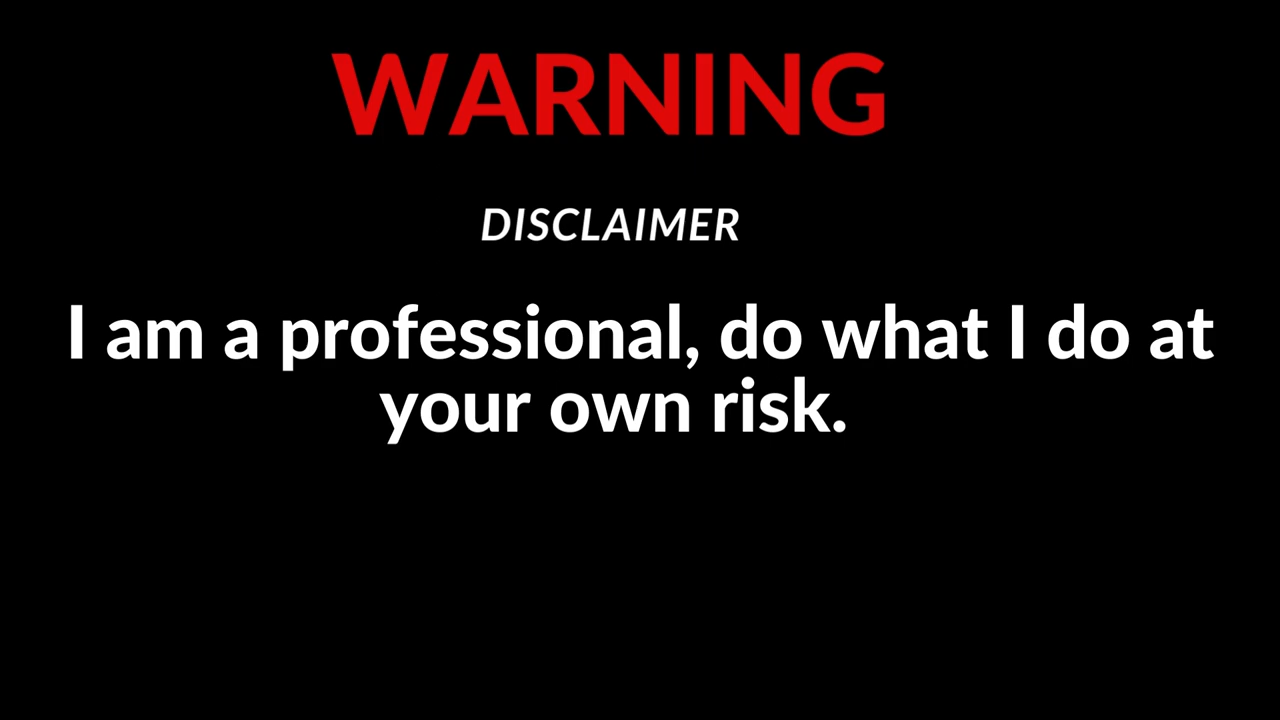 WARNING
DISCLAIMER
I am a professional, do what I do at
your own risk.